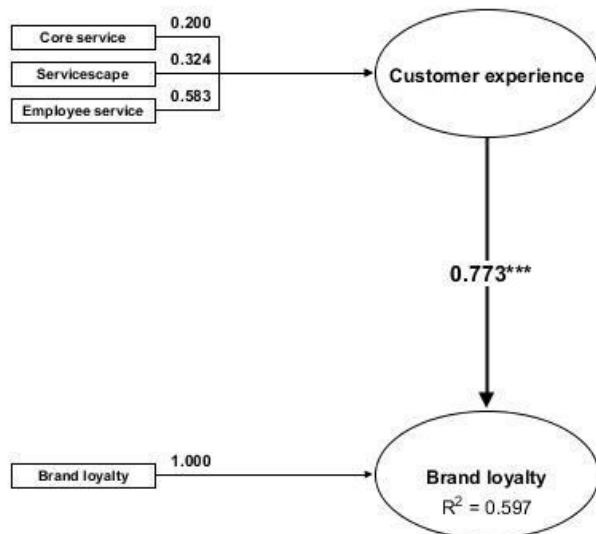 0.200
Core service
0.324
Servicescape
Customer experience
0.583
Employee service
0.773***
1.000
Brand loyalty
Brand loyalty
R² = 0.597